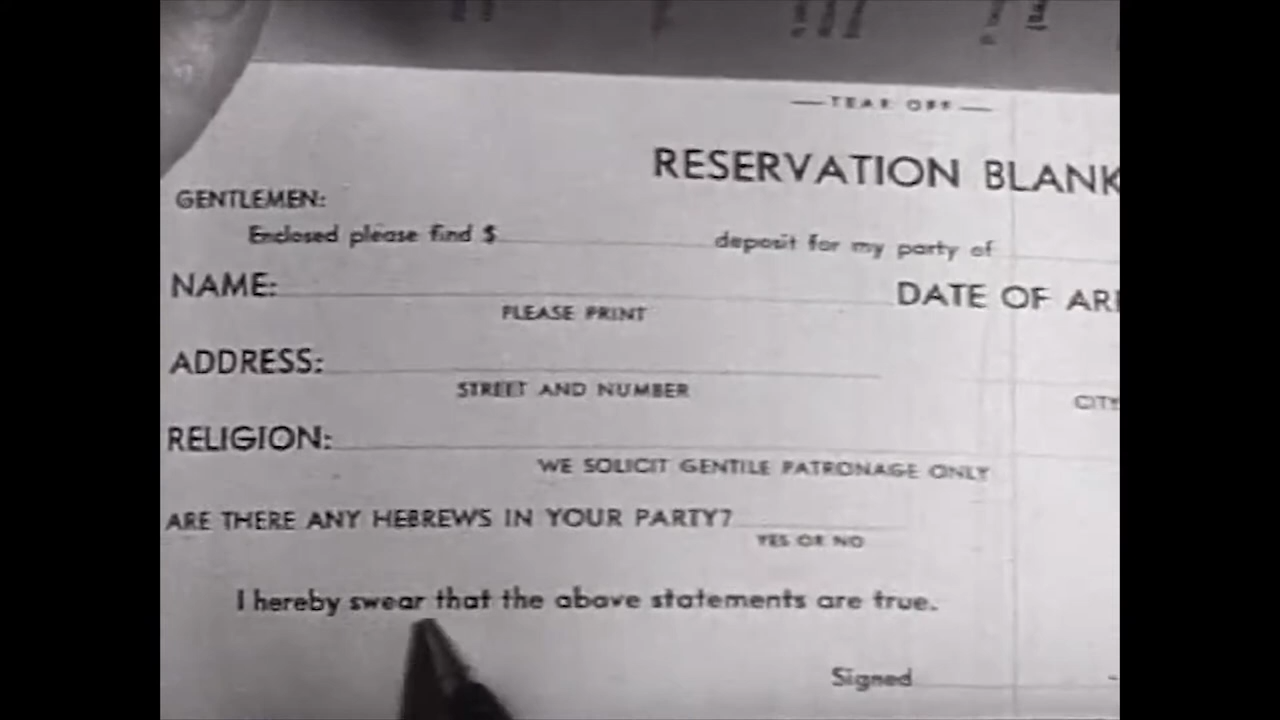 TEAR OFF
RESERVATION BLANK
GENTLEMEN:
Enclosed please find $ deposit for my party of
NAME: DATE OF
PLEASE PRINT
ADDRESS:
STREET AND NUMBER CITY
RELIGION:
WE SOLICIT GENTILE PATRONAGE ONLY
ARE THERE ANY HEBREWS IN YOUR PARTY?
YES OR NO
I hereby swear that the above statements are true.
Signed